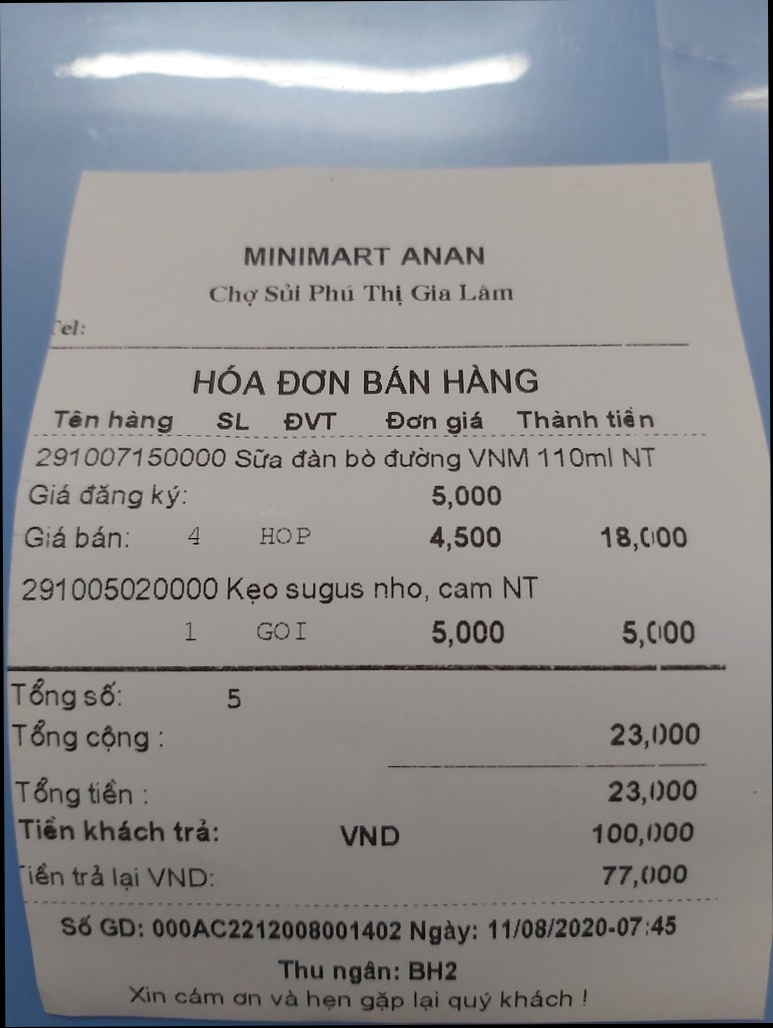 MINIMART ANAN
Chợ Sủi Phú Thị Gia Lâm
Tel:
HÓA ĐƠN BÁN HÀNG
Tên hàng SL ĐVT Đơn giá Thành tiền
291007150000 Sữa đàn bò đường VNM 110ml NT
Giá đăng ký: 5,000
Giá bán: 4 HOP 4,500 18,000
291005020000 Kẹo sugus nho, cam NT
1 GOI 5,000 5,000
Tổng số: 5
Tổng cộng : 23,000
Tổng tiền : 23,000
Tiền khách trả: VND 100,000
Tiền trả lại VND: 77,000
Số GD: 000AC2212008001402 Ngày: 11/08/2020-07:45
Thu ngân: BH2
Xin cám ơn và hẹn gặp lại quý khách !